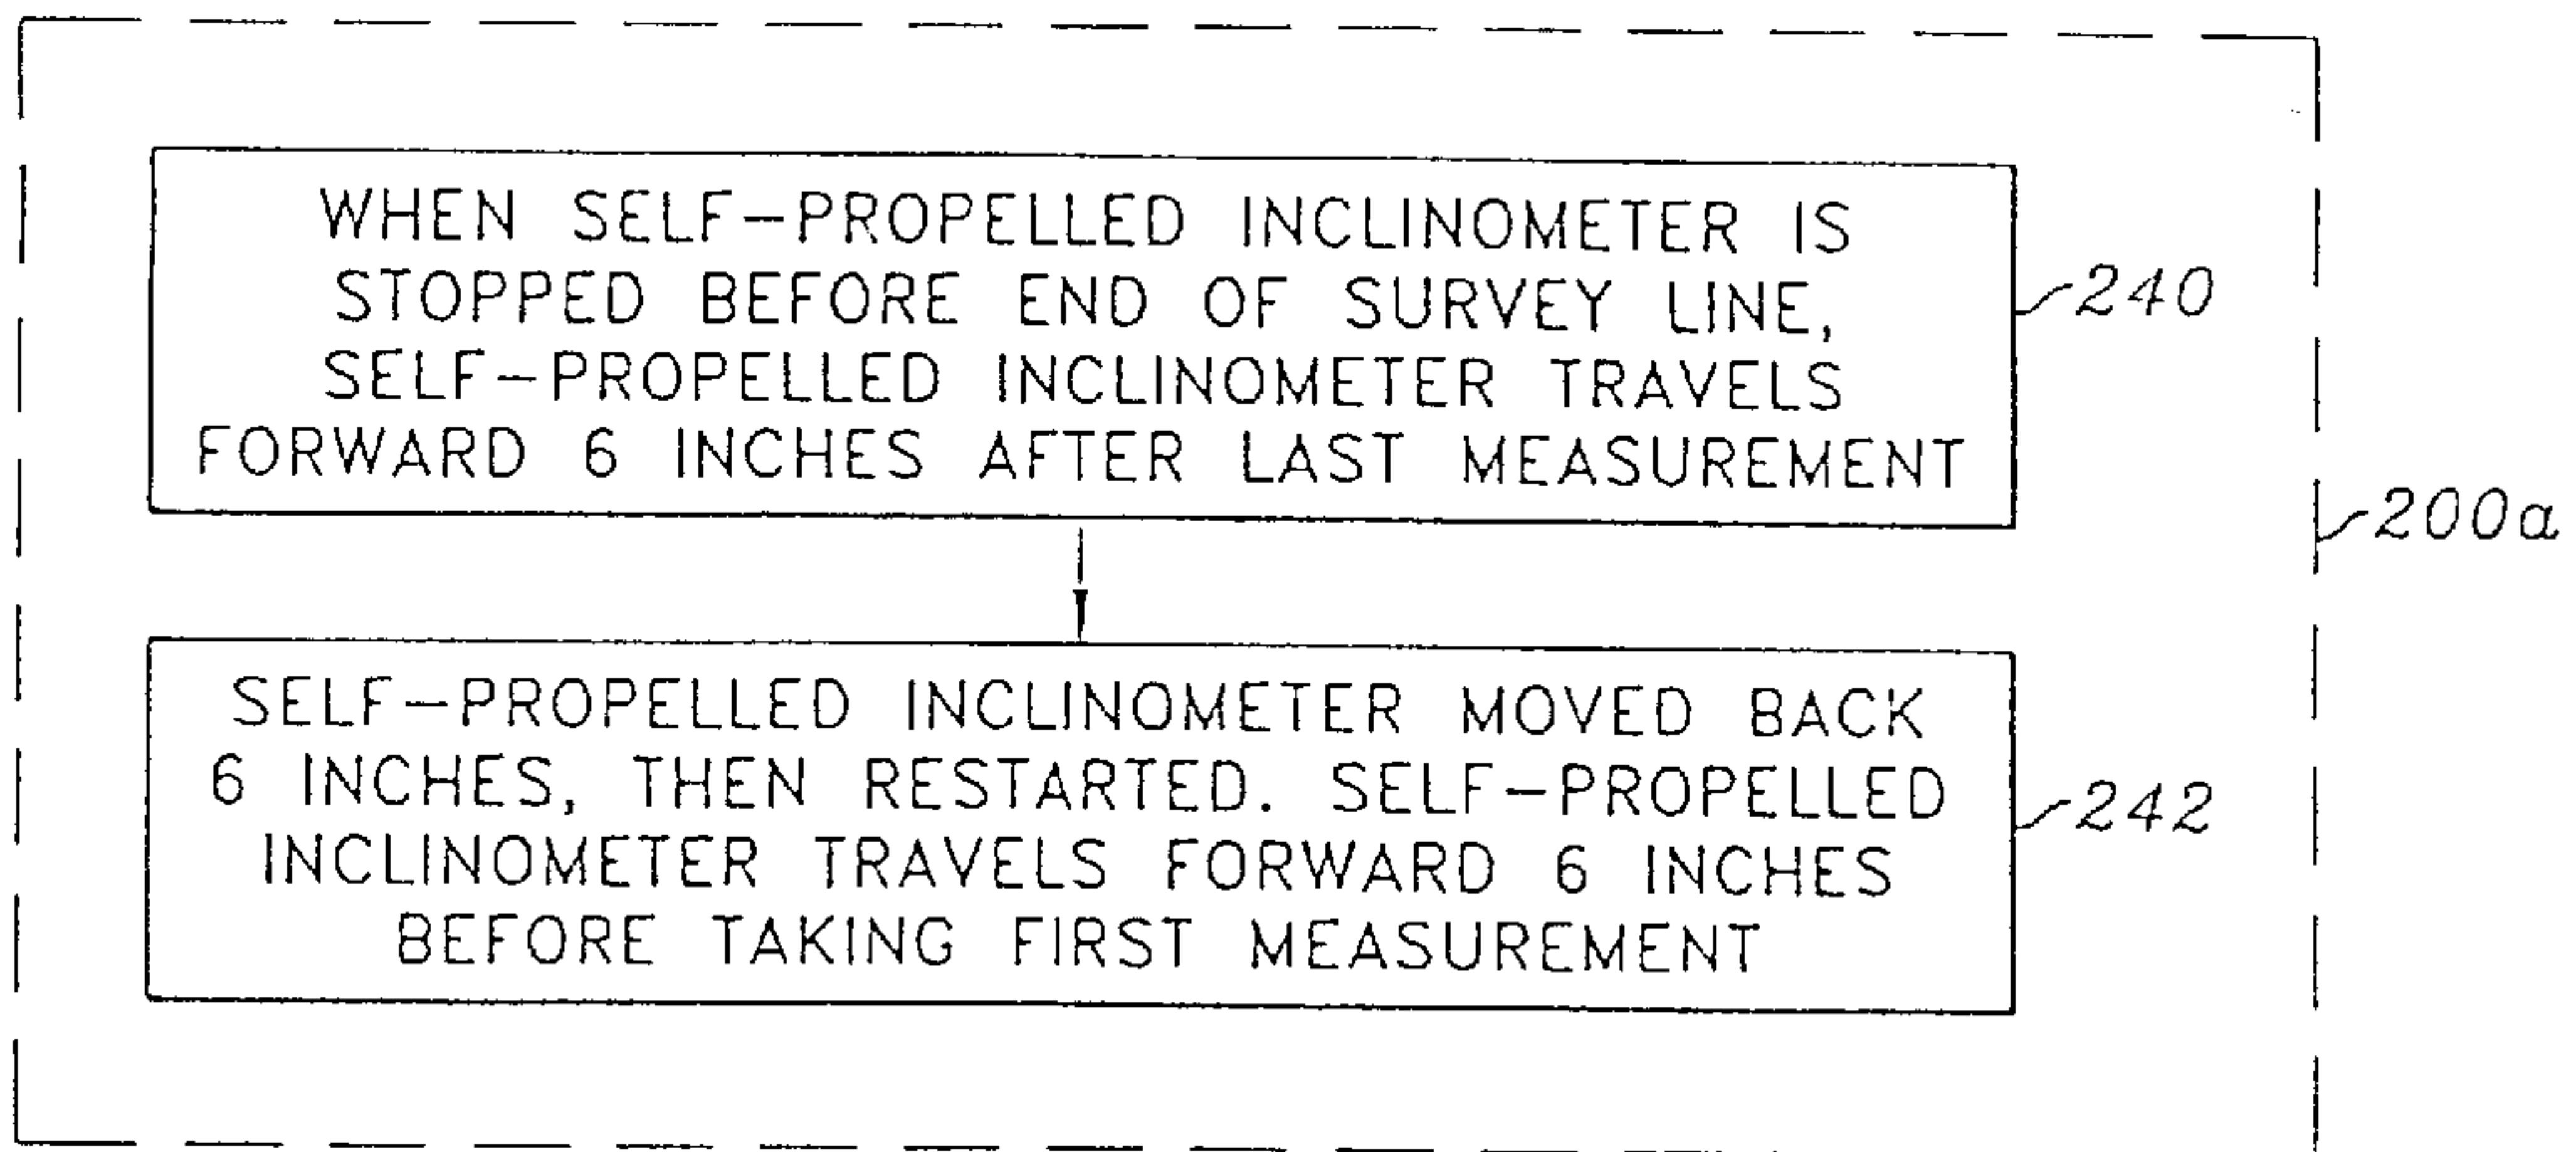 WHEN SELF-PROPELLED INCLINOMETER IS
STOPPED BEFORE END OF SURVEY LINE,
SELF-PROPELLED INCLINOMETER TRAVELS
FORWARD 6 INCHES AFTER LAST MEASUREMENT
240
200a
SELF-PROPELLED INCLINOMETER MOVED BACK
6 INCHES, THEN RESTARTED. SELF-PROPELLED
INCLINOMETER TRAVELS FORWARD 6 INCHES
BEFORE TAKING FIRST MEASUREMENT
242